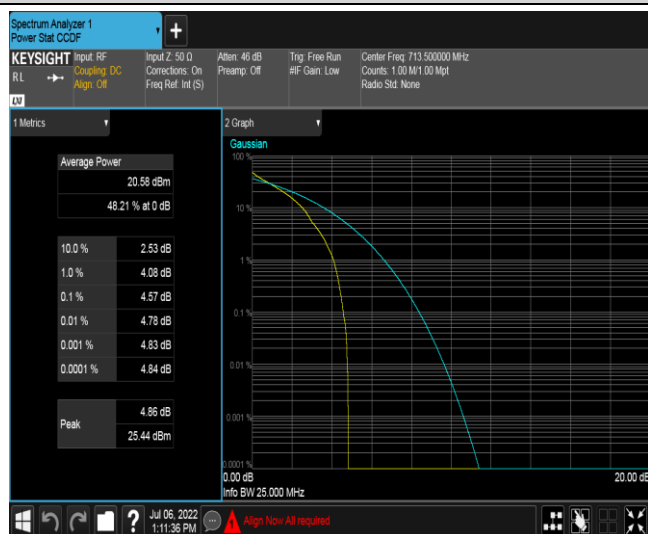 Spectrum Analyzer 1
Power Stat CCDF
+
KEYSIGHT
RL
LXI
Input: RF
Coupling: DC
Align: Off
Input Z: 50 Ω
Corrections: On
Freq Ref: Int (S)
Atten: 46 dB
Preamp: Off
Trig: Free Run
#IF Gain: Low
Center Freq: 713.500000 MHz
Counts: 1.00 M/1.00 Mpt
Radio Std: None
1 Metrics
Average Power
20.58 dBm
48.21 % at 0 dB
10.0 % 2.53 dB
1.0 % 4.08 dB
0.1 % 4.57 dB
0.01 % 4.78 dB
0.001 % 4.83 dB
0.0001 % 4.84 dB
Peak
4.86 dB
25.44 dBm
2 Graph
Gaussian
100 %
10 %
1 %
0.1 %
0.01 %
0.001 %
0.0001 %
0.00 dB
20.00 dB
Info BW 25.000 MHz
?
Jul 06, 2022
1:11:36 PM
Align Now All required